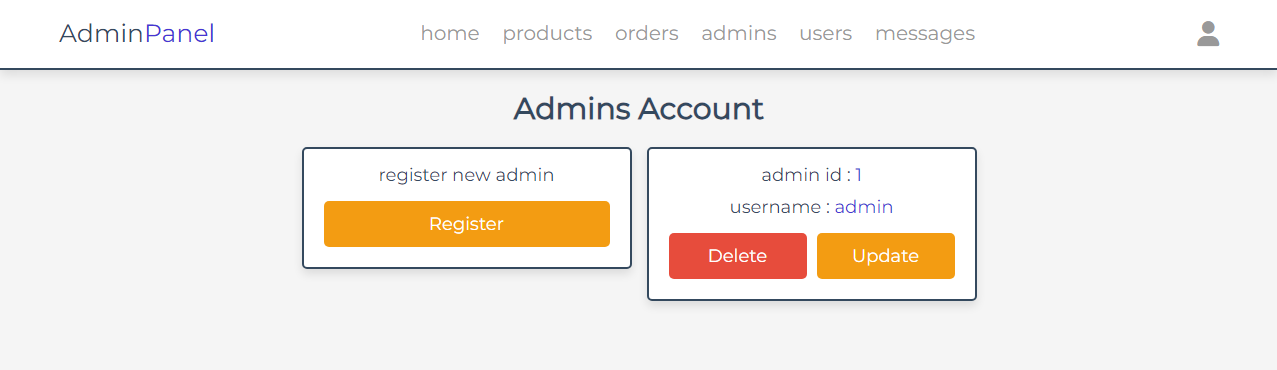 AdminPanel home products orders admins users messages
Admins Account
register new admin
Register
admin id : 1
username : admin
Delete Update